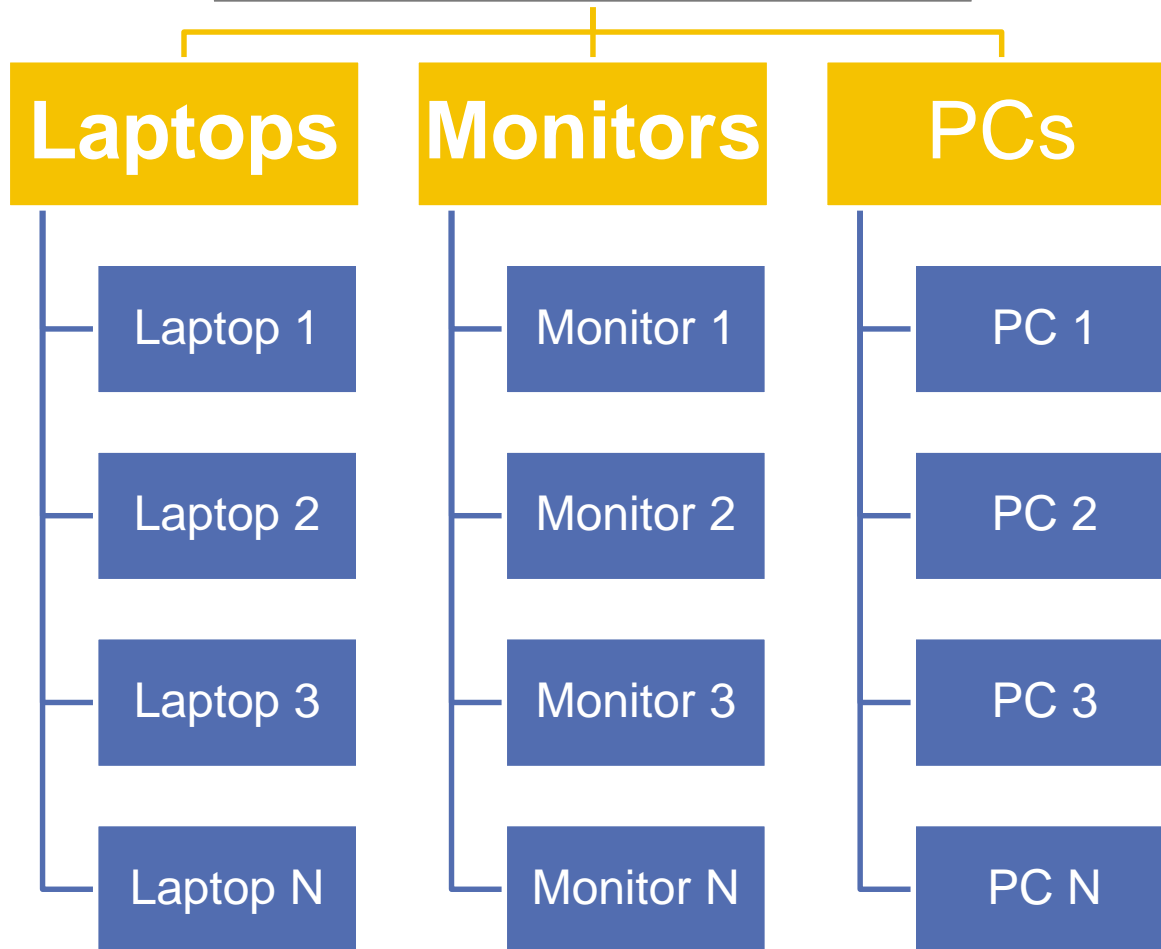 Laptops
Laptop 1
Laptop 2
Laptop 3
Laptop N
Monitors
Monitor 1
Monitor 2
Monitor 3
Monitor N
PCs
PC 1
PC 2
PC 3
PC N